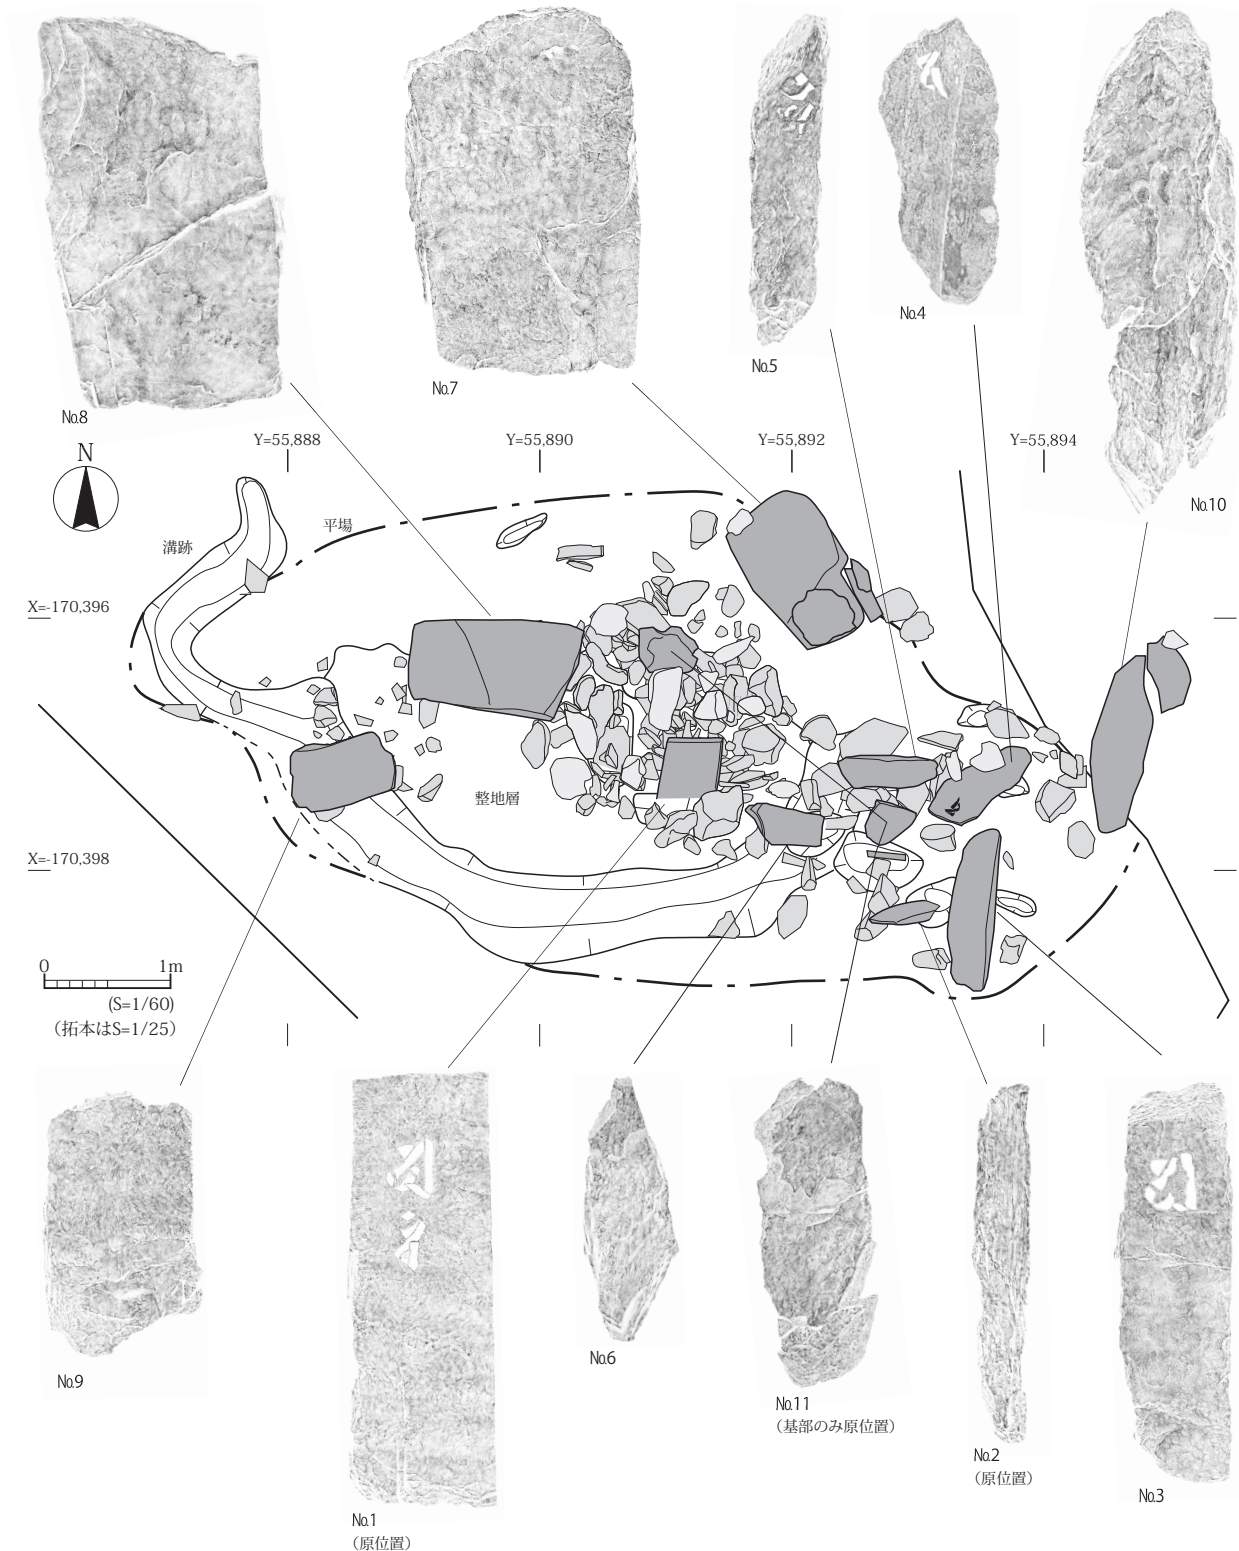 No.8
No.7
No.5
No.4
No.10
N
Y=55,888
Y=55,890
Y=55,892
Y=55,894
平場
溝跡
X=-170,396
整地層
X=-170,398
0 1m
(S=1/60)
(拓本はS=1/25)
No.9
No.1
(原位置)
No.6
No.11
(基部のみ原位置)
No.2
(原位置)
No.3